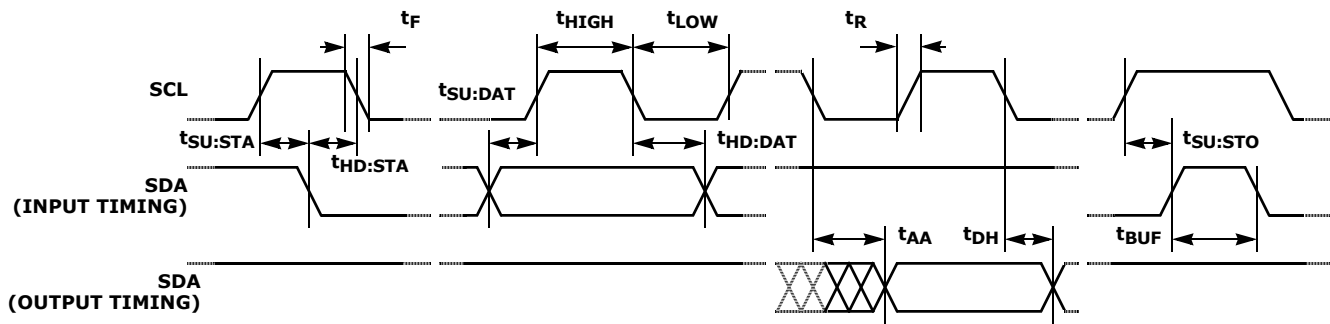 tF
tHIGH
tLOW
tR
SCL
tSU:DAT
tSU:STA
tHD:STA
tHD:DAT
tSU:STO
SDA
(INPUT TIMING)
tAA
tDH
tBUF
SDA
(OUTPUT TIMING)